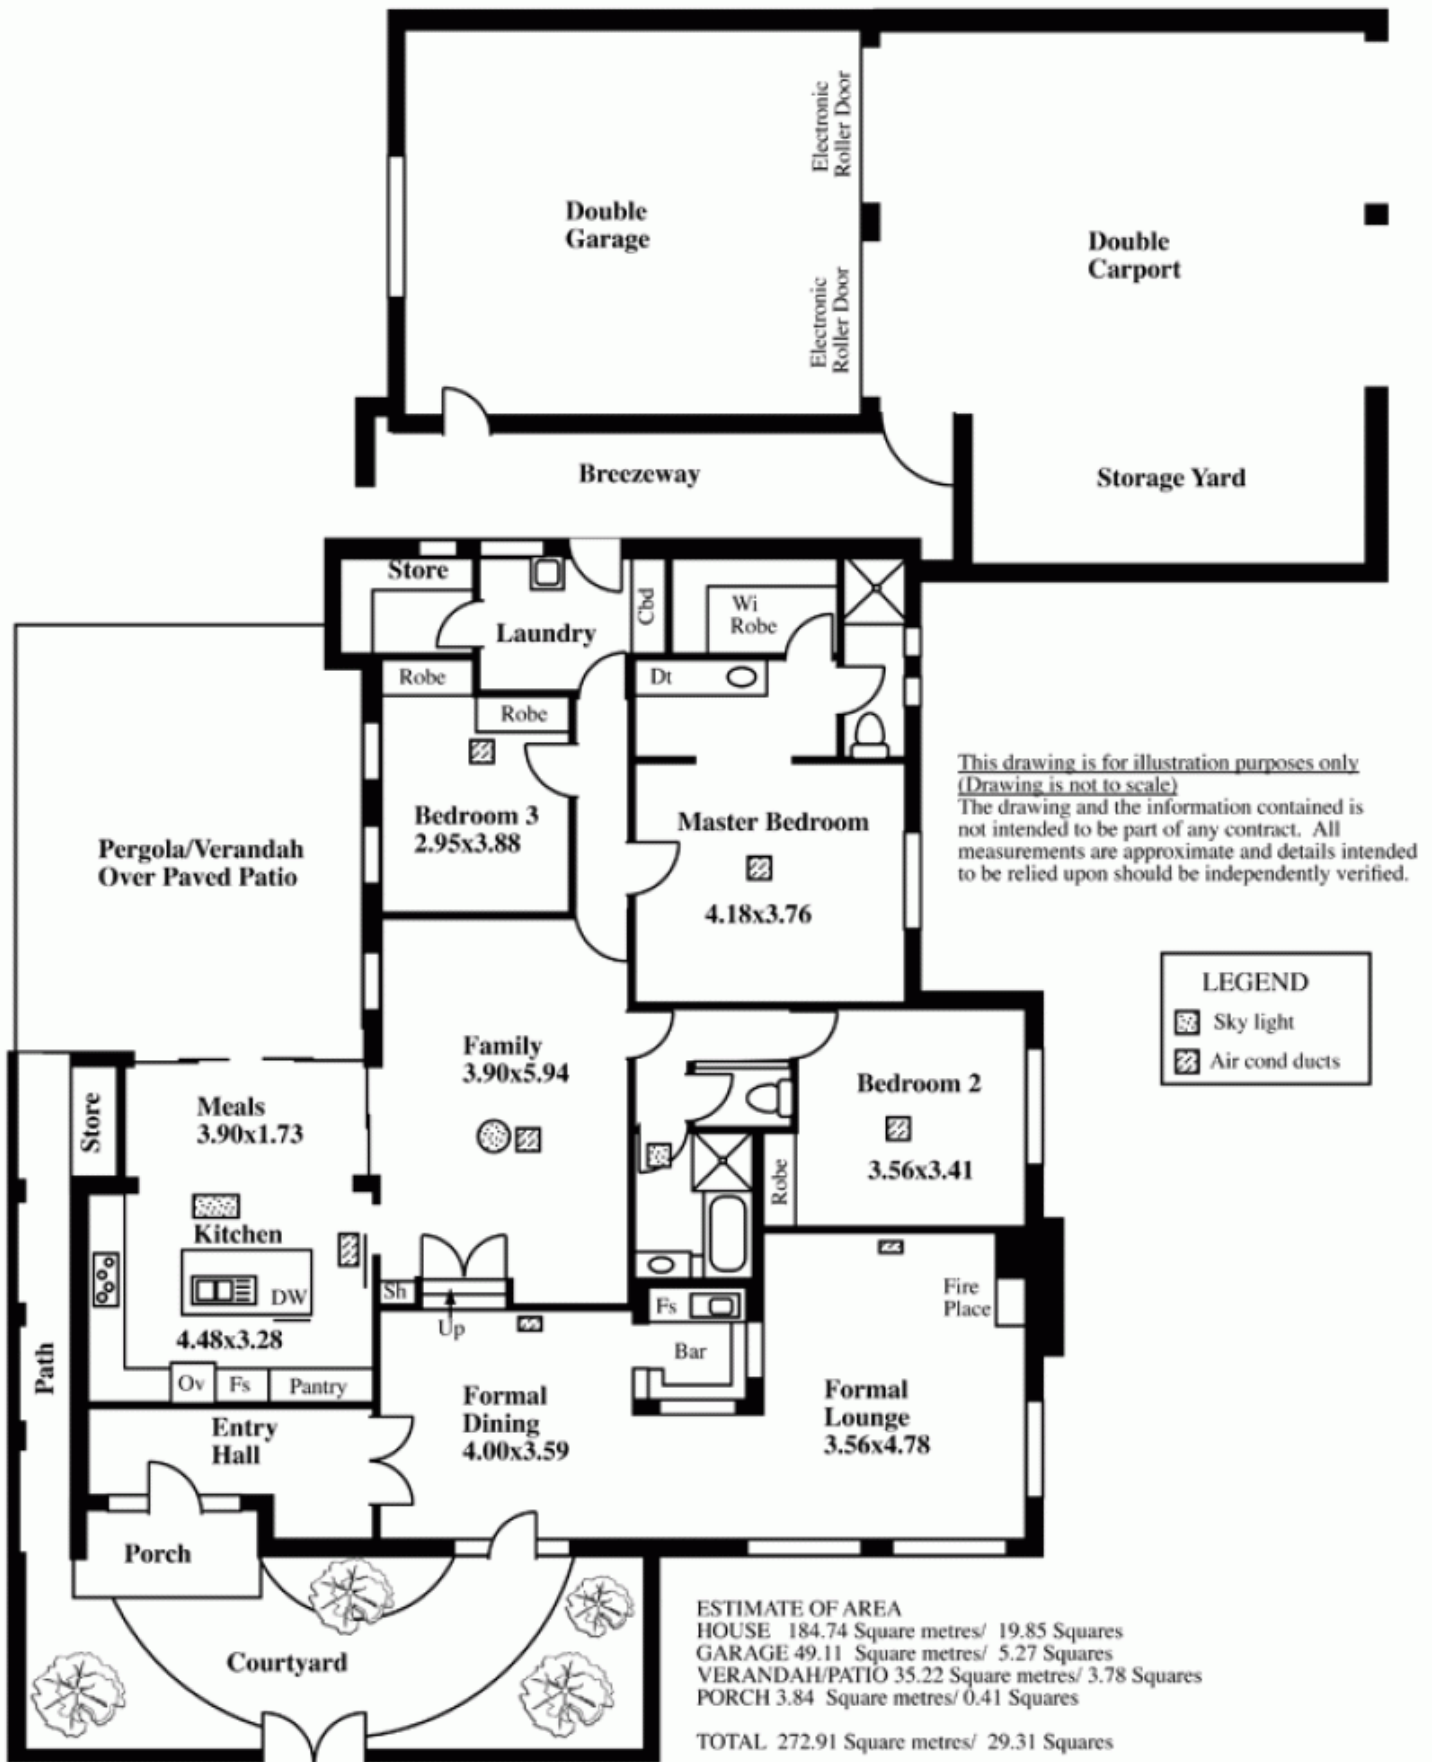 Electronic
Roller Door
Double
Garage
Double
Carport
Electronic
Roller Door
Breezeway
Storage Yard
Store
Laundry
Cbd
Wi
Robe
Robe
Dt
Robe
Bedroom 3
2.95x3.88
Master Bedroom
4.18x3.76
This drawing is for illustration purposes only
(Drawing is not to scale)
The drawing and the information contained is
not intended to be part of any contract. All
measurements are approximate and details intended
to be relied upon should be independently verified.
Pergola/Verandah
Over Paved Patio
LEGEND
Sky light
Air cond ducts
Family
3.90x5.94
Store
Meals
3.90x1.73
Bedroom 2
3.56x3.41
Robe
Kitchen
DW
4.48x3.28
Sh
Up
Fs
Bar
Fire
Place
Path
Ov
Fs
Pantry
Formal
Dining
4.00x3.59
Formal
Lounge
3.56x4.78
Entry
Hall
Porch
Courtyard
ESTIMATE OF AREA
HOUSE 184.74 Square metres/ 19.85 Squares
GARAGE 49.11 Square metres/ 5.27 Squares
VERANDAH/PATIO 35.22 Square metres/ 3.78 Squares
PORCH 3.84 Square metres/ 0.41 Squares
TOTAL 272.91 Square metres/ 29.31 Squares